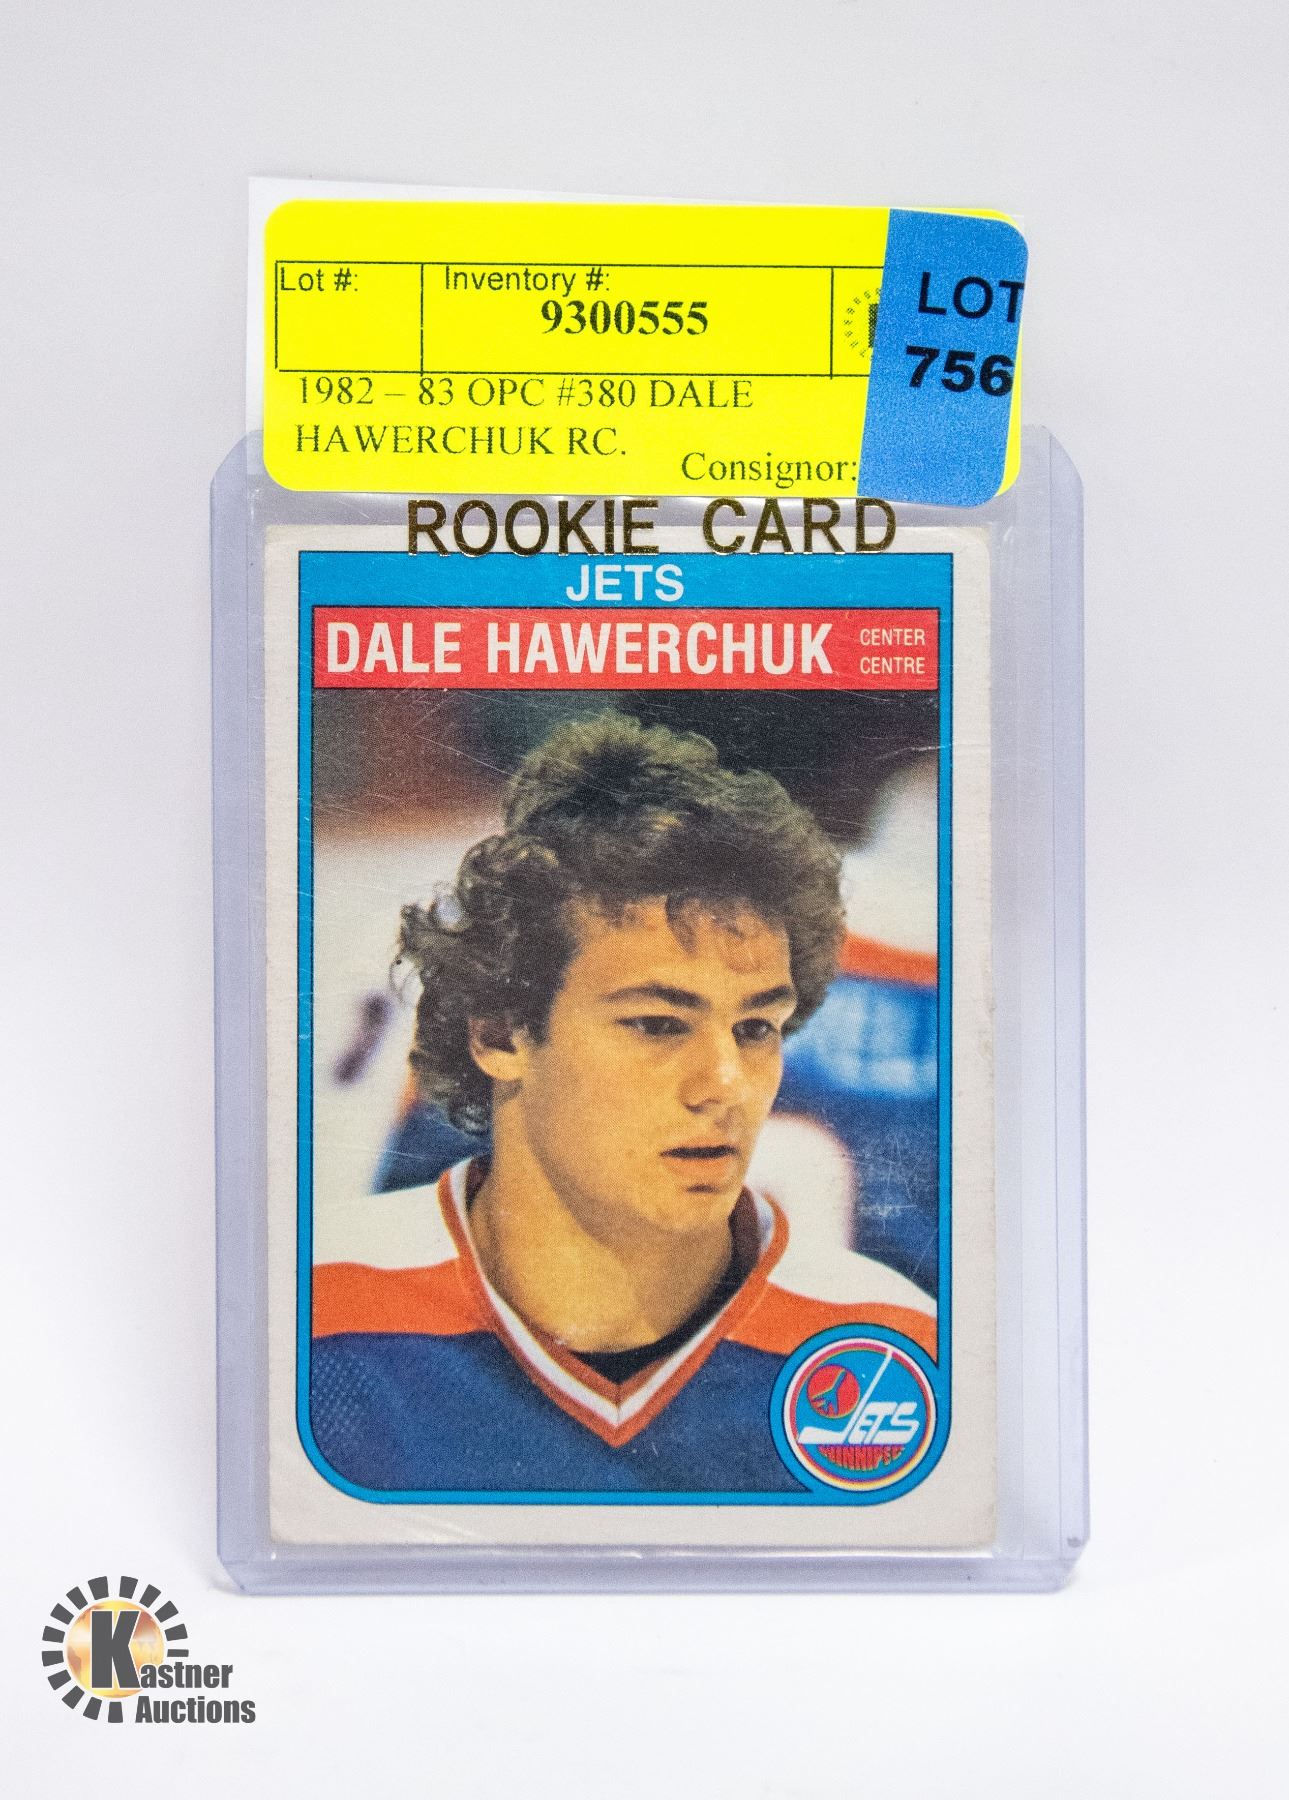 Lot #:
Inventory #:
9300555
LOT
756
1982 – 83 OPC #380 DALE
HAWERCHUK RC.
Consignor:
ROOKIE CARD
JETS
DALE HAWERCHUK
CENTER
CENTRE
JETS
WINNIPEG
Kastner
Auctions